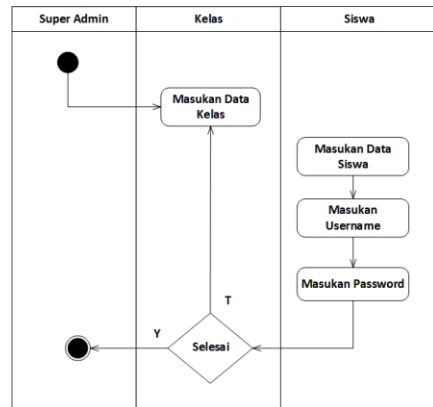 Super Admin
Kelas
Siswa
Masukan Data
Kelas
Masukan Data
Siswa
Masukan
Username
Masukan Password
T
Y
Selesai